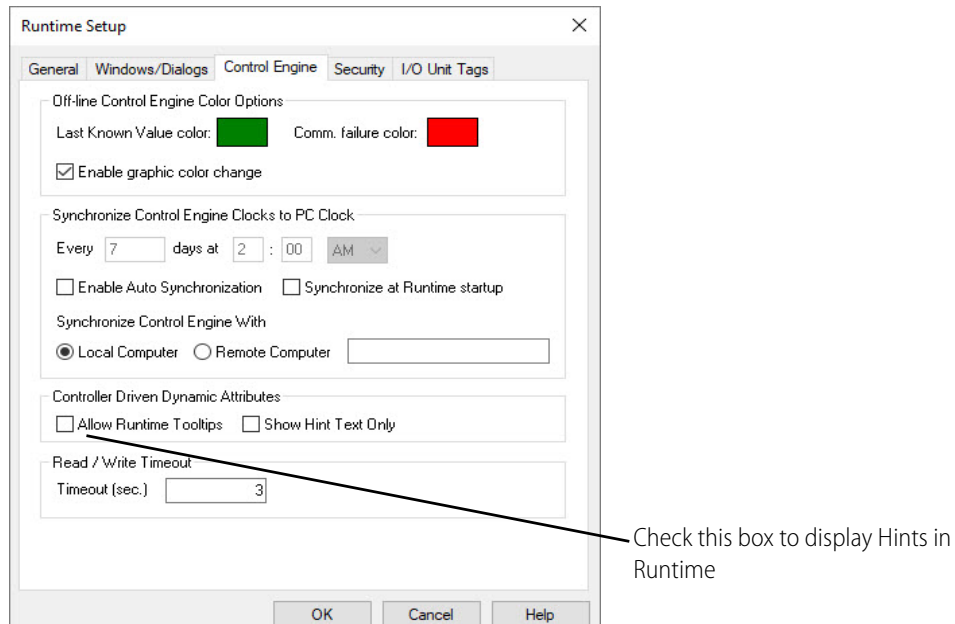 Runtime Setup
General Windows/Dialogs Control Engine Security I/O Unit Tags
Off-line Control Engine Color Options
Last Known Value color: Comm. failure color:
Enable graphic color change
Synchronize Control Engine Clocks to PC Clock
Every 7 days at 2 : 00 AM
Enable Auto Synchronization Synchronize at Runtime startup
Synchronize Control Engine With
Local Computer Remote Computer
Controller Driven Dynamic Attributes
Allow Runtime Tooltips Show Hint Text Only
Read / Write Timeout
Timeout (sec.) 3
Check this box to display Hints in
Runtime
OK Cancel Help